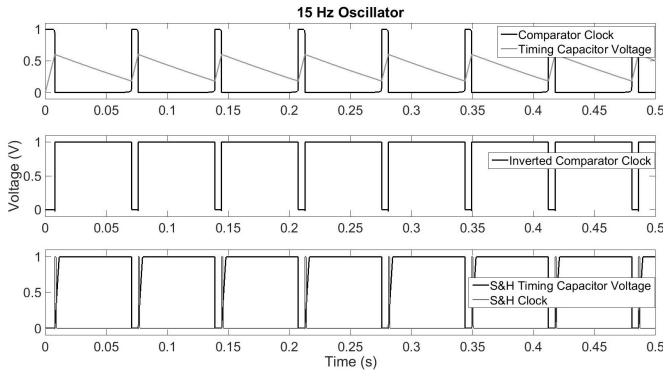 15 Hz Oscillator
1
0.5
0
Comparator Clock
Timing Capacitor Voltage
0 0.05 0.1 0.15 0.2 0.25 0.3 0.35 0.4 0.45 0.5
Voltage (V)
1
0.5
0
Inverted Comparator Clock
0 0.05 0.1 0.15 0.2 0.25 0.3 0.35 0.4 0.45 0.5
1
0.5
0
S&H Timing Capacitor Voltage
S&H Clock
0 0.05 0.1 0.15 0.2 0.25 0.3 0.35 0.4 0.45 0.5
Time (s)